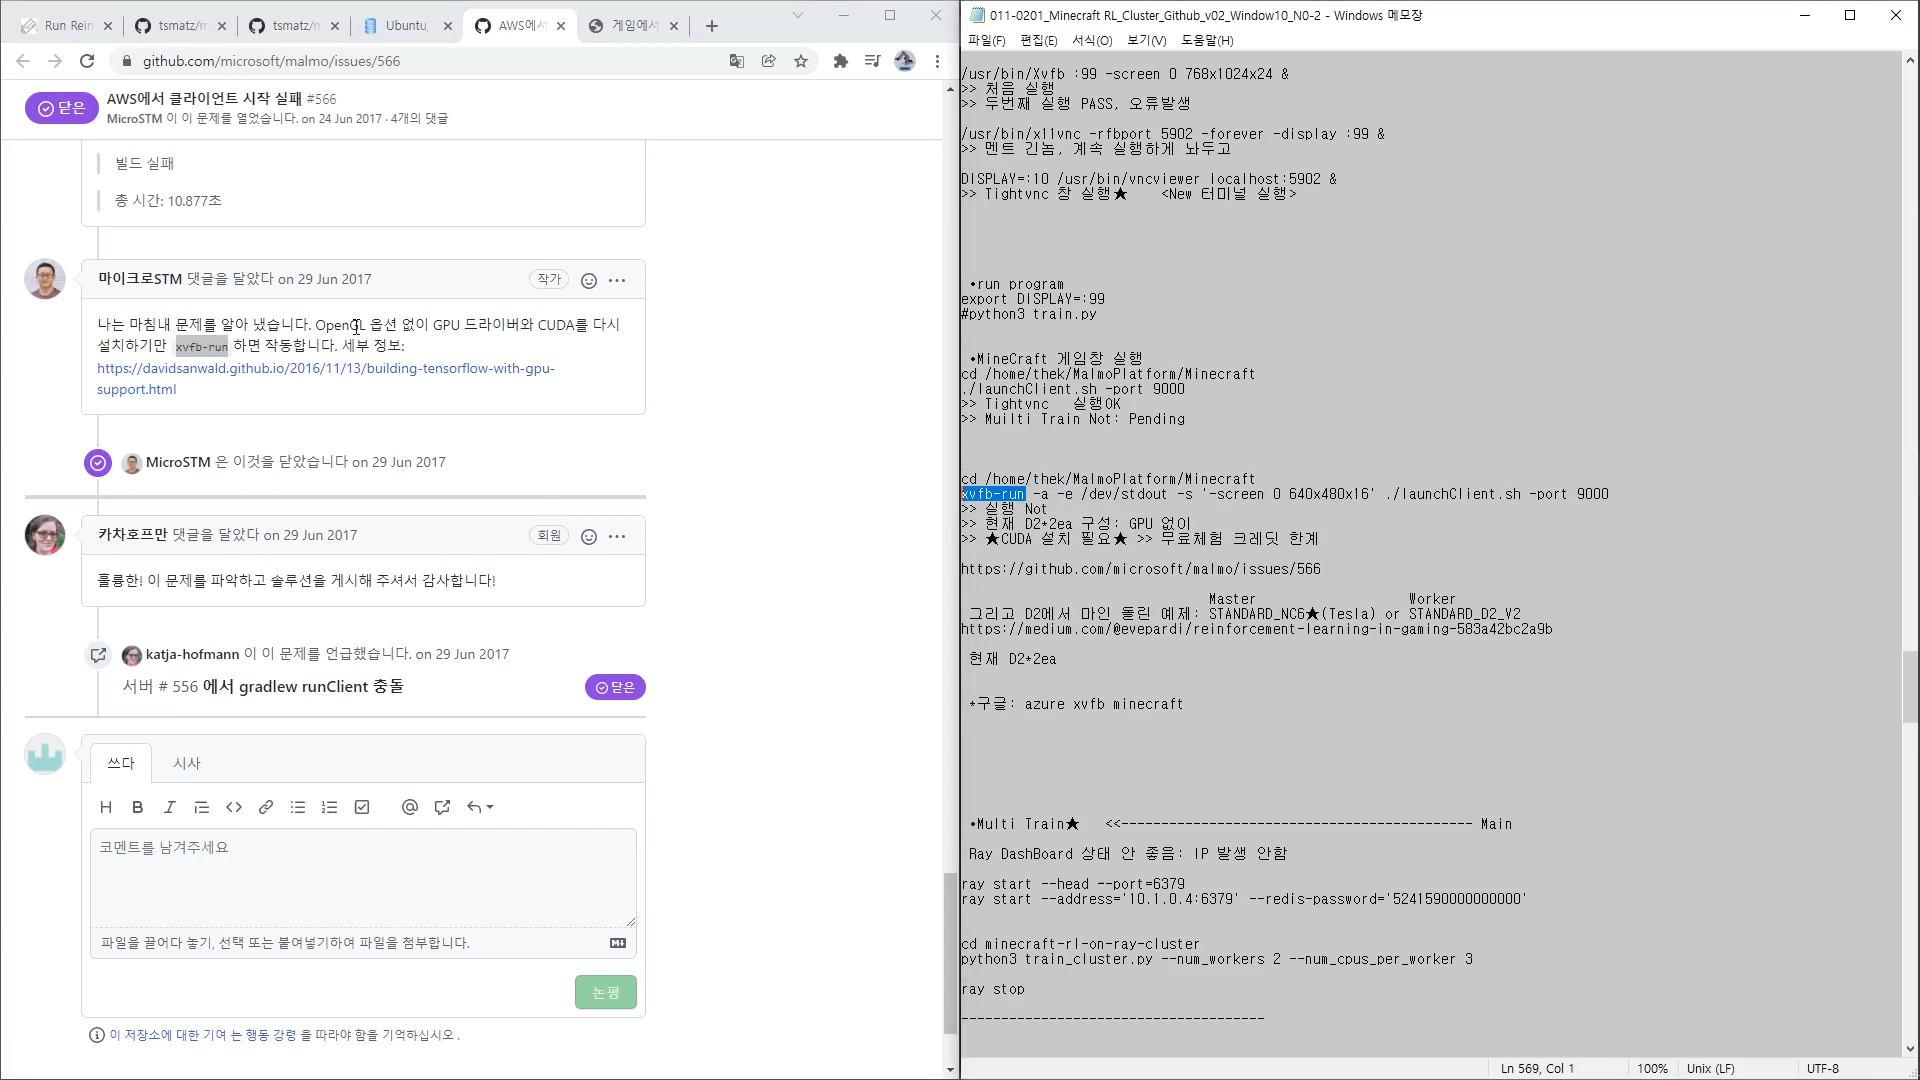 Run Rein
tsmatz/m
tsmatz/m
Ubuntu,
AWS에서
게임에서
github.com/microsoft/malmo/issues/566
닫은
AWS에서 클라이언트 시작 실패 #566
MicroSTM 이 이 문제를 열었습니다. on 24 Jun 2017 · 4개의 댓글
빌드 실패
총 시간: 10.877초
마이크로STM 댓글을 달았다 on 29 Jun 2017
작가
나는 마침내 문제를 알아 냈습니다. OpenGL 옵션 없이 GPU 드라이버와 CUDA를 다시
설치하기만 xvfb-run 하면 작동합니다. 세부 정보:
https://davidsanwald.github.io/2016/11/13/building-tensorflow-with-gpu-
support.html
MicroSTM 은 이것을 닫았습니다 on 29 Jun 2017
카차호프만 댓글을 달았다 on 29 Jun 2017
회원
훌륭한! 이 문제를 파악하고 솔루션을 게시해 주셔서 감사합니다!
katja-hofmann 이 이 문제를 언급했습니다. on 29 Jun 2017
서버 # 556 에서 gradlew runClient 충돌
닫은
쓰다
시사
코멘트를 남겨주세요
파일을 끌어다 놓기, 선택 또는 붙여넣기하여 파일을 첨부합니다.
논평
이 저장소에 대한 기여 는 행동 강령 을 따라야 함을 기억하십시오 .
011-0201_Minecraft RL_Cluster_Github_v02_Window10_N0-2 - Windows 메모장
파일(F) 편집(E) 서식(O) 보기(V) 도움말(H)
/usr/bin/Xvfb :99 -screen 0 768x1024x24 &
>> 처음 실행
>> 두번째 실행 PASS, 오류발생
/usr/bin/x11vnc -rfbport 5902 -forever -display :99 &
>> 멘트 긴놈, 계속 실행하게 놔두고
DISPLAY=:10 /usr/bin/vncviewer localhost:5902 &
>> Tightvnc 창 실행★ <New 터미널 실행>
•run program
export DISPLAY=:99
#python3 train.py
•MineCraft 게임창 실행
cd /home/thek/MalmoPlatform/Minecraft
./launchClient.sh -port 9000
>> Tightvnc 실행OK
>> Muilti Train Not: Pending
cd /home/thek/MalmoPlatform/Minecraft
xvfb-run -a -e /dev/stdout -s '-screen 0 640x480x16' ./launchClient.sh -port 9000
>> 실행 Not
>> 현재 D2*2ea 구성: GPU 없이
>> ★CUDA 설치 필요★ >> 무료체험 크레딧 한계
https://github.com/microsoft/malmo/issues/566
Master Worker
그리고 D2에서 마인 돌린 예제: STANDARD_NC6★(Tesla) or STANDARD_D2_V2
https://medium.com/@evepardi/reinforcement-learning-in-gaming-583a42bc2a9b
현재 D2*2ea
*구글: azure xvfb minecraft
•Multi Train★ <<-------------------------------------------- Main
Ray DashBoard 상태 안 좋음: IP 발생 안함
ray start --head --port=6379
ray start --address='10.1.0.4:6379' --redis-password='5241590000000000'
cd minecraft-rl-on-ray-cluster
python3 train_cluster.py --num_workers 2 --num_cpus_per_worker 3
ray stop
--------------------------------------
Ln 569, Col 1
100%
Unix (LF)
UTF-8